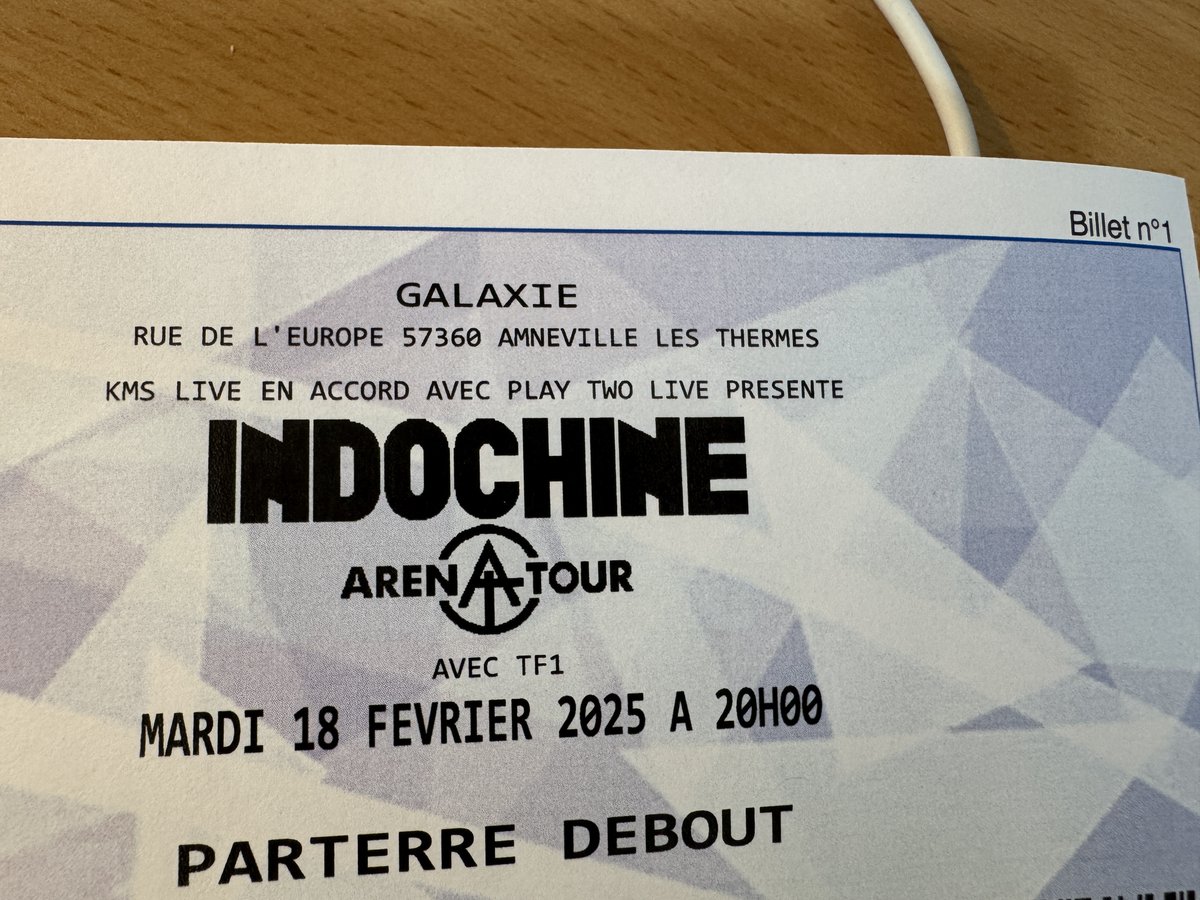 Billet n°1
GALAXIE
RUE DE L'EUROPE 57360 AMNEVILLE LES THERMES
KMS LIVE EN ACCORD AVEC PLAY TWO LIVE PRESENTE
INDOCHINE
ARENA TOUR
AVEC TF1
MARDI 18 FEVRIER 2025 A 20H00
PARTERRE DEBOUT